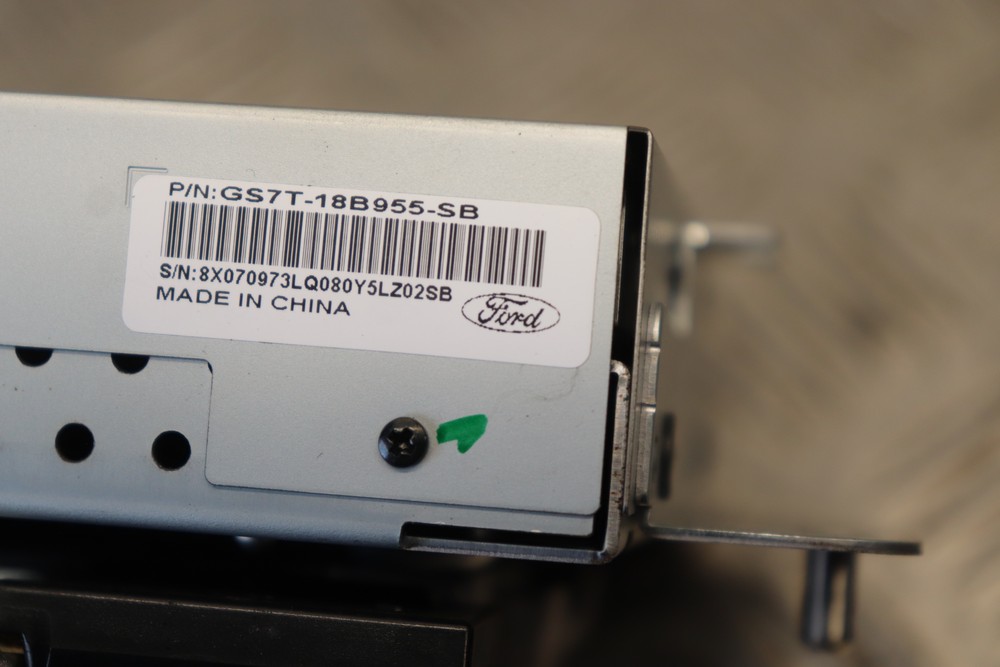 P/N:GS7T-18B955-SB
S/N:8X070973LQ080Y5LZ02SB
MADE IN CHINA
Ford